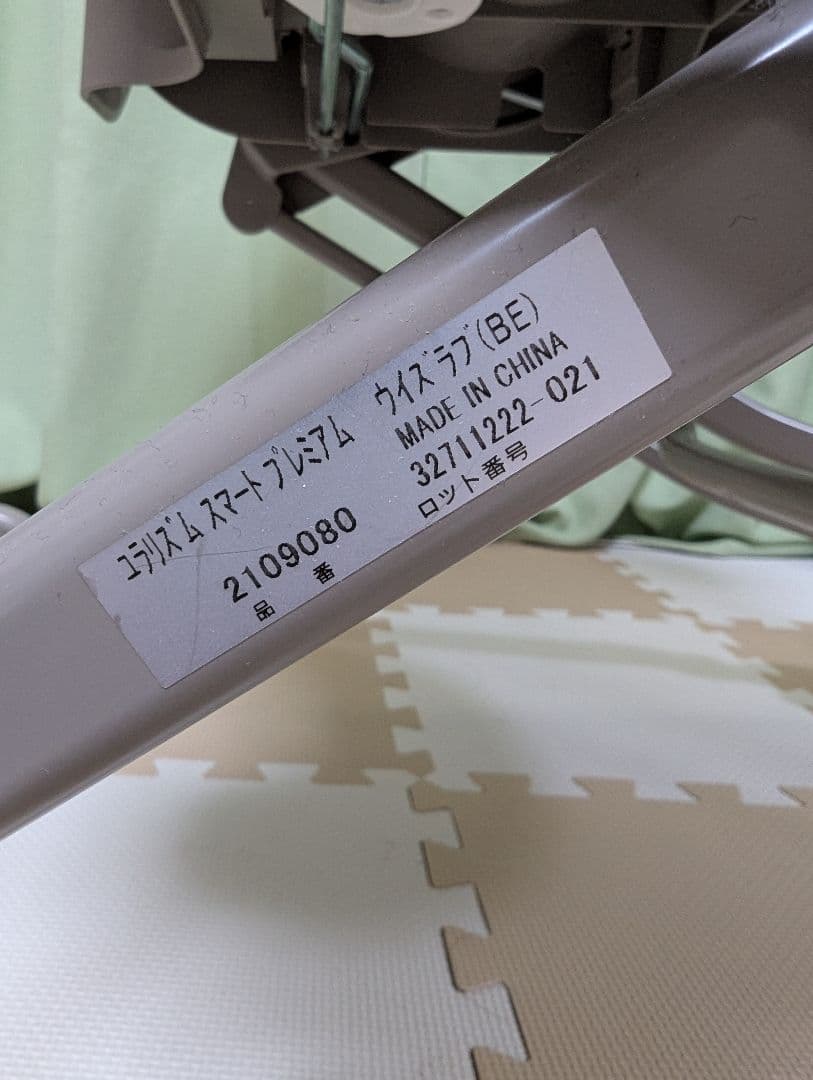 ユラリズム スマート プレミアム ウイズ ラブ(BE)
MADE IN CHINA
2109080 32711222-021
品番 ロット番号